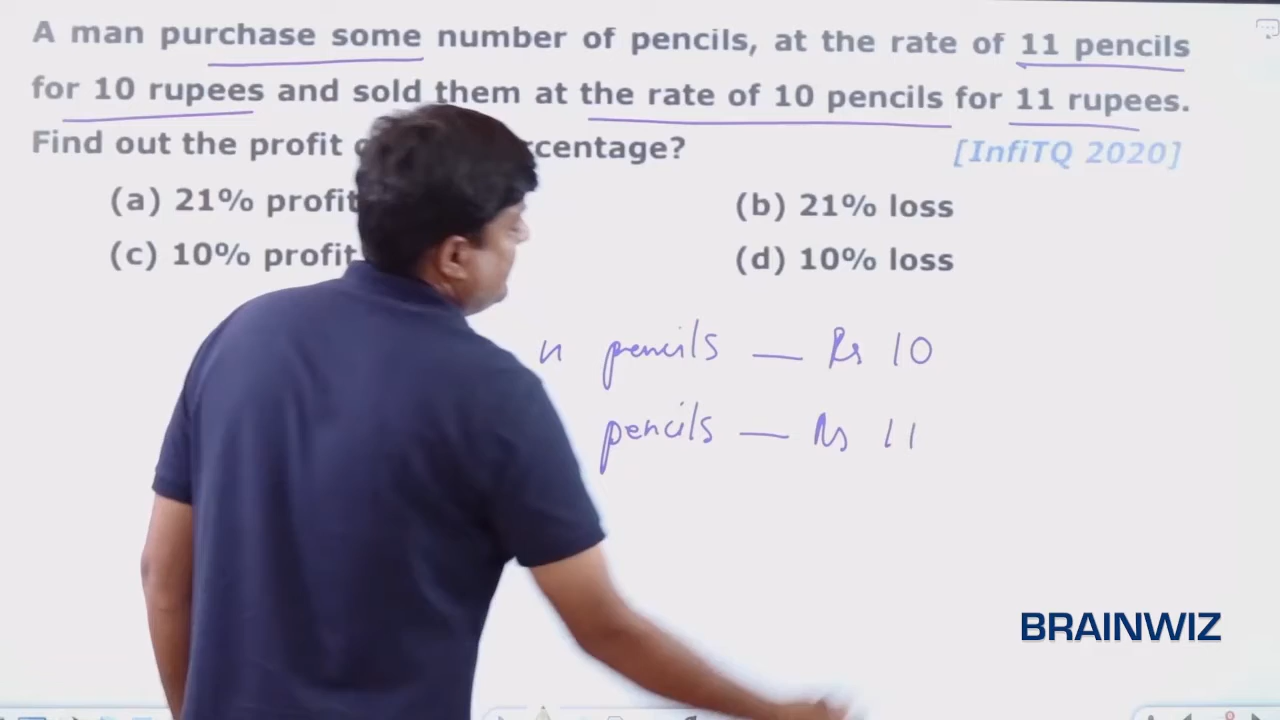 A man purchase some number of pencils, at the rate of 11 pencils
for 10 rupees and sold them at the rate of 10 pencils for 11 rupees.
Find out the profit centage?
[InfiTQ 2020]
(a) 21% profit
(b) 21% loss
(c) 10% profit
(d) 10% loss
pencils — Rs 10
pencils — Rs 11
BRAINWIZ